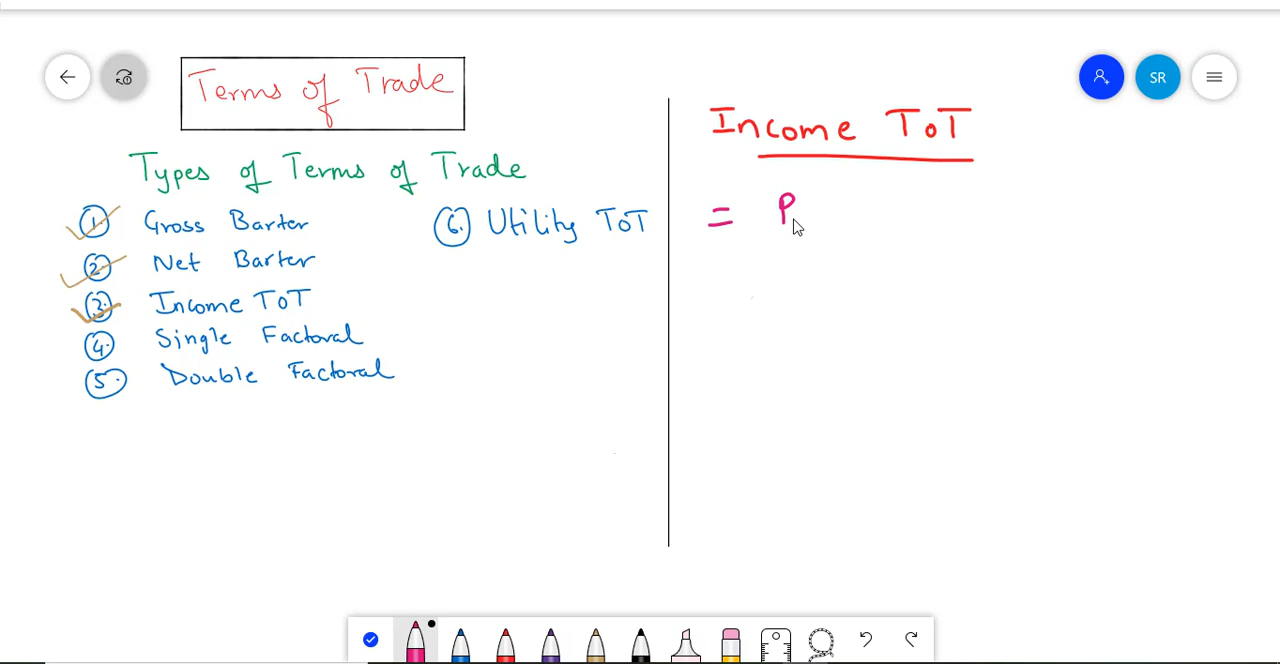 Terms of Trade
Types of Terms of Trade
1. Gross Barter
2. Net Barter
3. Income ToT
4. Single Factoral
5. Double Factoral
6. Utility ToT
Income ToT
= P
SR